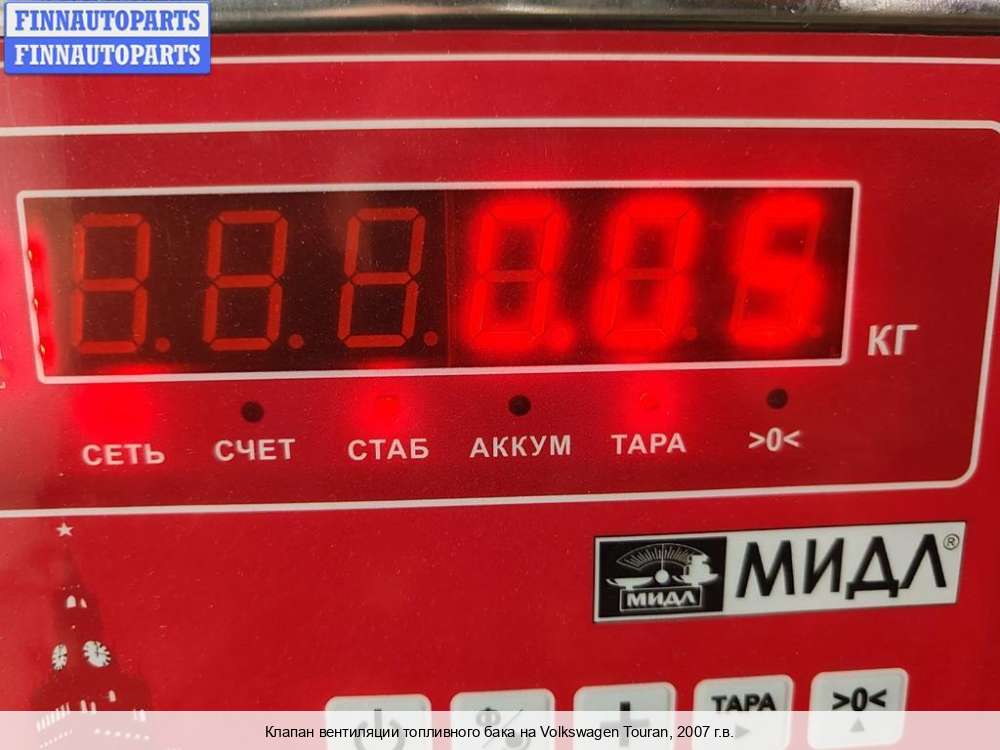 FINNAUTOPARTS
FINNAUTOPARTS
0.05
КГ
СЕТЬ СЧЕТ СТАБ АККУМ ТАРА >0<
МИДЛ МИДЛ®
ТАРА >0<
Клапан вентиляции топливного бака на Volkswagen Touran, 2007 г.в.